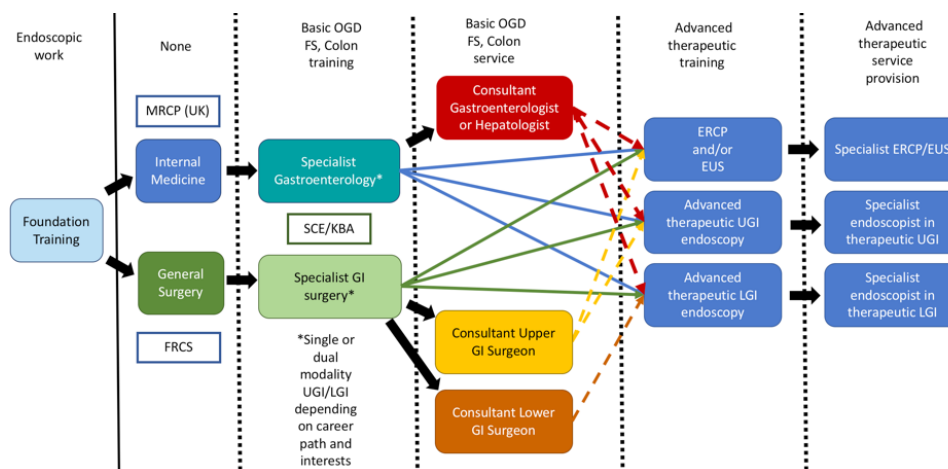 Endoscopic
work
None
Basic OGD
FS, Colon
training
Basic OGD
FS, Colon
service
Advanced
therapeutic
training
Advanced
therapeutic
service
provision
MRCP (UK)
Internal
Medicine
Foundation
Training
General
Surgery
FRCS
Specialist
Gastroenterology*
SCE/KBA
Specialist GI
surgery*
*Single or
dual
modality
UGI/LGI
depending
on career
path and
interests
Consultant
Gastroenterologist
or Hepatologist
Consultant Upper
GI Surgeon
Consultant Lower
GI Surgeon
ERCP
and/or
EUS
Advanced
therapeutic UGI
endoscopy
Advanced
therapeutic LGI
endoscopy
Specialist ERCP/EUS
Specialist
endoscopist in
therapeutic UGI
Specialist
endoscopist in
therapeutic LGI